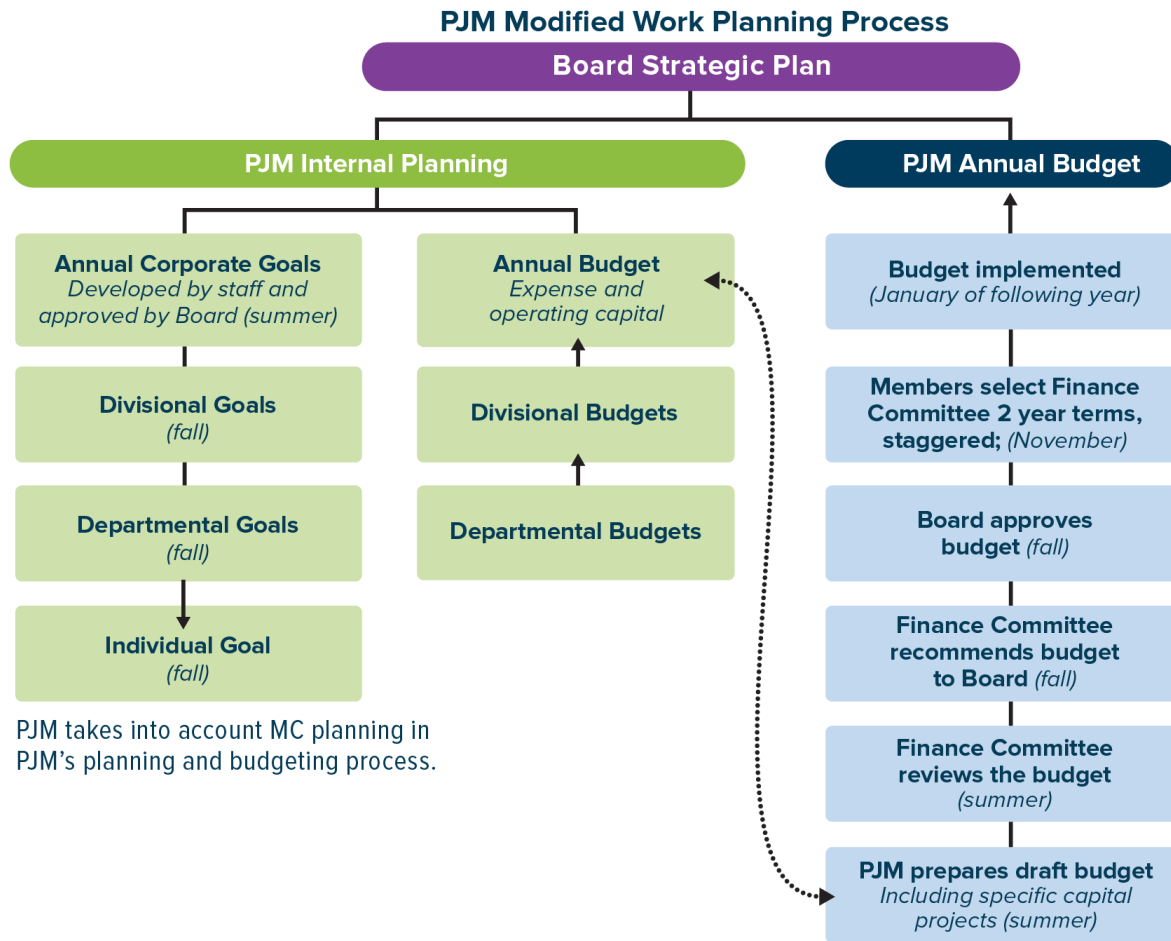 PJM Modified Work Planning Process
Board Strategic Plan
PJM Internal Planning
Annual Corporate Goals
Developed by staff and
approved by Board (summer)
Divisional Goals
(fall)
Departmental Goals
(fall)
Individual Goal
(fall)
Annual Budget
Expense and
operating capital
Divisional Budgets
Departmental Budgets
PJM takes into account MC planning in
PJM's planning and budgeting process.
PJM Annual Budget
Budget implemented
(January of following year)
Members select Finance
Committee 2 year terms,
staggered; (November)
Board approves
budget (fall)
Finance Committee
recommends budget
to Board (fall)
Finance Committee
reviews the budget
(summer)
PJM prepares draft budget
Including specific capital
projects (summer)